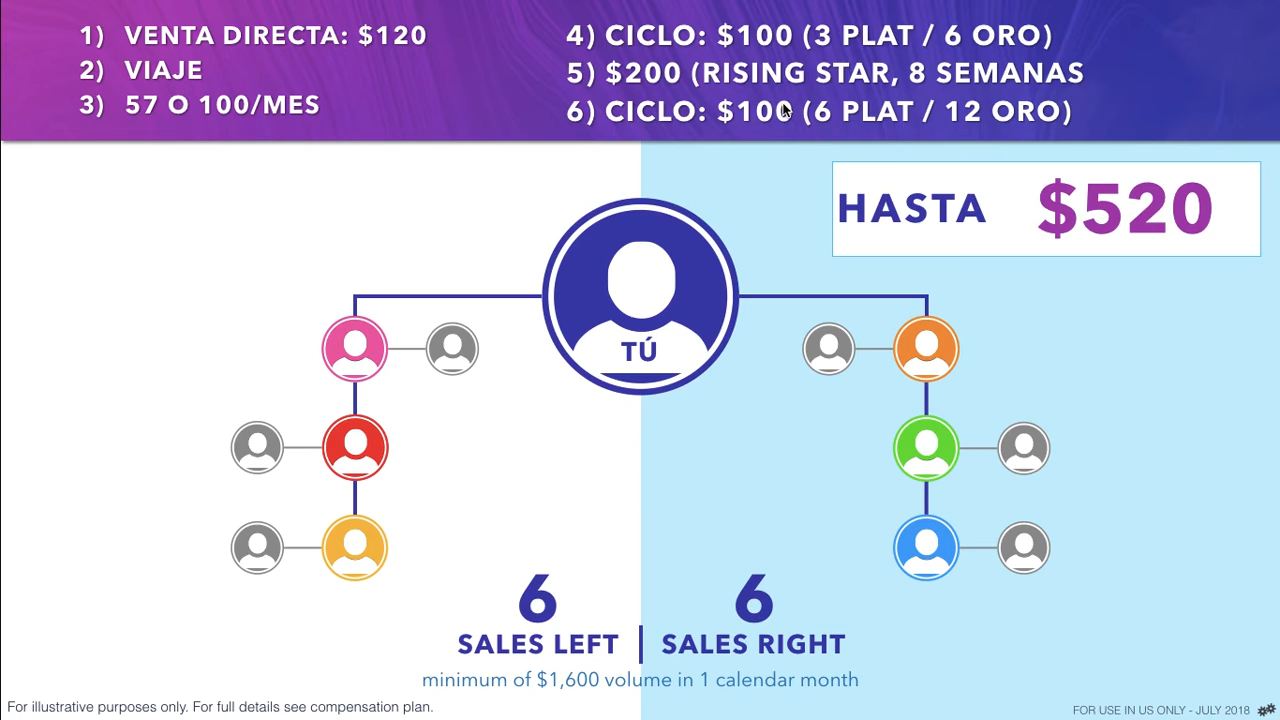 1) VENTA DIRECTA: $120
2) VIAJE
3) 57 O 100/MES
4) CICLO: $100 (3 PLAT / 6 ORO)
5) $200 (RISING STAR, 8 SEMANAS
6) CICLO: $100 (6 PLAT / 12 ORO)
HASTA $520
TÚ
6 6
SALES LEFT | SALES RIGHT
minimum of $1,600 volume in 1 calendar month
For illustrative purposes only. For full details see compensation plan.
FOR USE IN US ONLY - JULY 2018